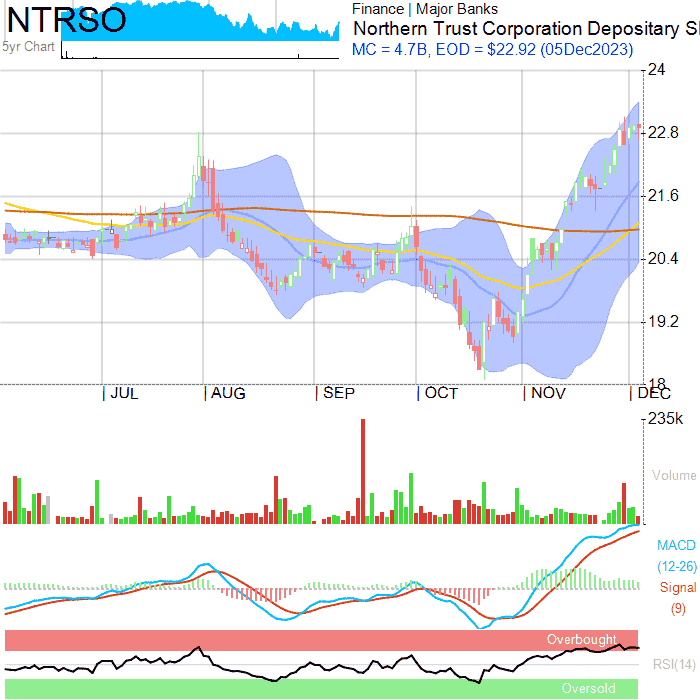 NTRSO
5yr Chart
Finance | Major Banks
Northern Trust Corporation Depositary S
MC = 4.7B, EOD = $22.92 (05Dec2023)
24
22.8
21.6
20.4
19.2
18
JUL AUG SEP OCT NOV DEC
235k
Volume
MACD
(12-26)
Signal
(9)
Overbought
RSI(14)
Oversold